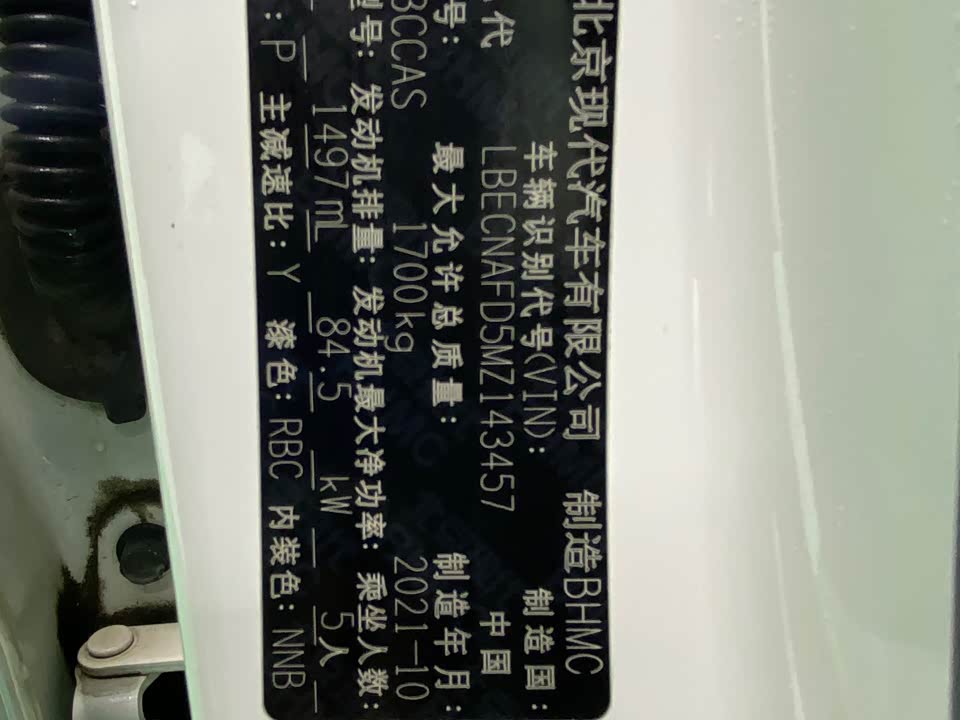 北京现代汽车有限公司 制造BHMC
车辆识别代号(VIN): 制造国:
代 LBECNAFD5MZ143457 中国
号: 最大允许总质量: 制造年月:
BCCAS 1700kg 2021-10
型号: 发动机排量: 发动机最大净功率: 乘坐人数:
1497ml 84.5 kW 5人
: P 主减速比: Y 漆色: RBC 内装色: NNB